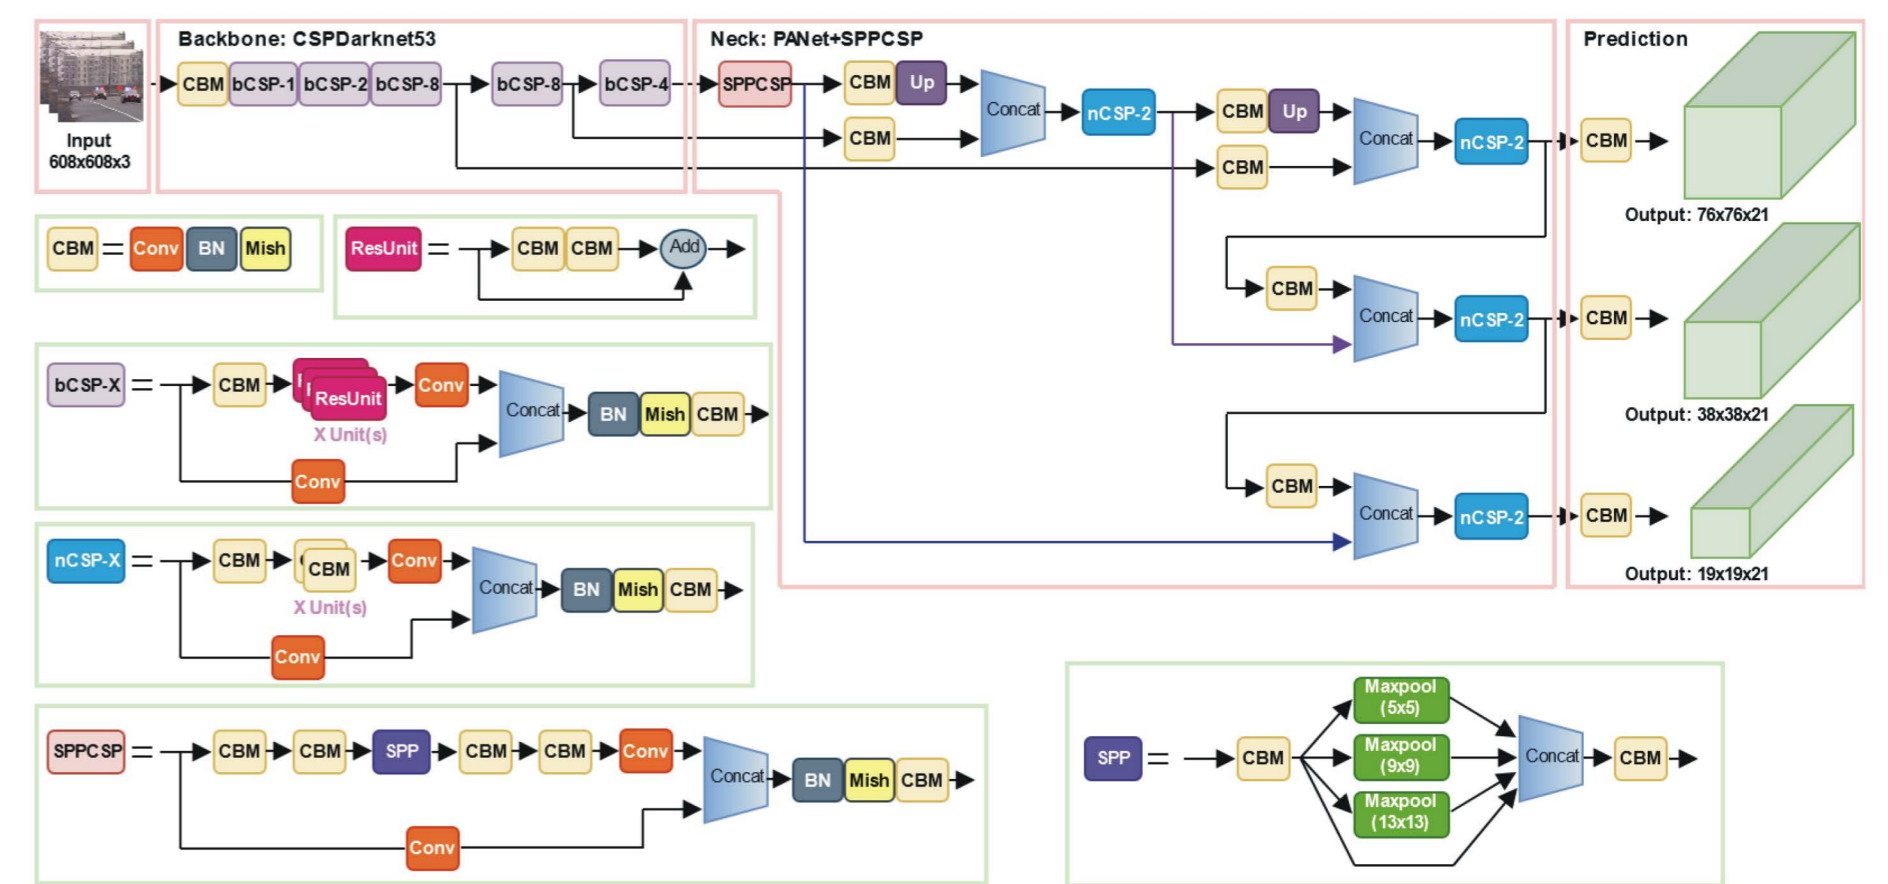 Backbone: CSPDarknet53
Neck: PANet+SPPCSP
Prediction
Input
608x608x3
CBM bCSP-1 bCSP-2 bCSP-8 bCSP-8 bCSP-4 SPPCSP CBM Up Concat nCSP-2 CBM Up Concat nCSP-2 CBM
CBM
CBM
Output: 76x76x21
CBM Concat nCSP-2 CBM
Output: 38x38x21
CBM Concat nCSP-2 CBM
Output: 19x19x21
CBM = Conv BN Mish
ResUnit = CBM CBM Add
bCSP-X = CBM ResUnit Conv Concat BN Mish CBM
X Unit(s)
Conv
nCSP-X = CBM CBM Conv Concat BN Mish CBM
X Unit(s)
Conv
SPPCSP = CBM CBM SPP CBM CBM Conv Concat BN Mish CBM
Conv
SPP = CBM
Maxpool
(5x5)
Maxpool
(9x9)
Maxpool
(13x13)
Concat CBM